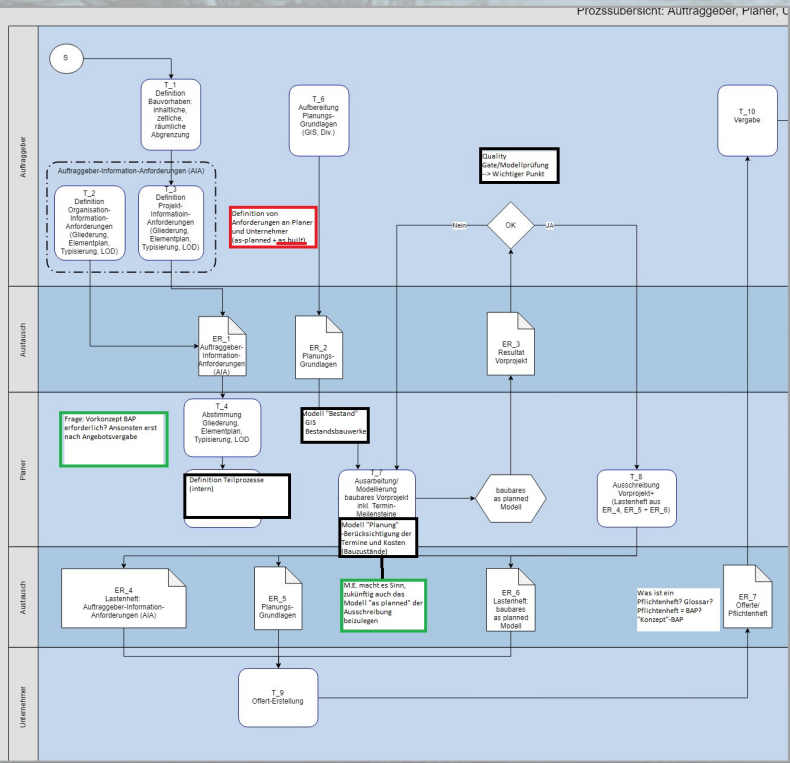 Prozssübersicht: Auftraggeber, Planer, U
Auftraggeber
S
T_1
Definition
Bauvorhaben:
inhaltliche,
zetliche,
räumliche
Abgrenzung
T_6
Aufbereitung
Planungs-
Grundlagen
(GIS, Div.)
T_10
Vergabe
Quality
Gate/Modellprüfung
--> Wichtiger Punkt
Auftraggeber-Information-Anforderungen (AIA)
T_2
Definition
Organisation-
Information-
Anforderungen
(Gliederung,
Elementplan,
Typisierung, LOD)
T_3
Definition
Projekt-
Informatioin-
Anforderungen
(Gliederung,
Elementplan,
Typisierung, LOD)
Definition von
Anforderungen an Planer
und Unternehmer
(as-planned + as built)
Nein
OK
JA
Austausch
ER_1
Auftraggeber-
Information-
Anforderungen
(AIA)
ER_2
Planungs-
Grundlagen
ER_3
Resultat
Vorprojekt
Planer
Frage: Vorkonzept BAP
erforderlich? Ansonsten erst
nach Angebotsvergabe
T_4
Abstimmung
Gliederung,
Elementplan,
Typisierung, LOD
Modell "Bestand"
GIS
Bestandsbauwerke
Definition Teilprozesse
(intern)
T_7
Ausarbeitung/
Modellierung
baubares Vorprojekt
inkl. Termin-
Meilensteine
Modell "Planung"
-Berücksichtigung der
Termine und Kosten
(Bauzustände)
baubares
as planned
Modell
T_8
Ausschreibung
Vorprojekt+
(Lastenheft aus
ER_4, ER_5 + ER_6)
Austausch
ER_4
Lastenheft:
Auftraggeber-Information-
Anforderungen (AIA)
ER_5
Planungs-
Grundlagen
M.E. macht es Sinn,
zukünftig auch das
Modell "as planned" der
Ausschreibung
beizulegen
ER_6
Lastenheft:
baubares
as planned
Modell
Was ist ein
Pflichtenheft? Glossar?
Pflichtenheft = BAP?
"Konzept"-BAP
ER_7
Offerte/
Pflichtenheft
Unternehmer
T_9
Offert-Erstellung